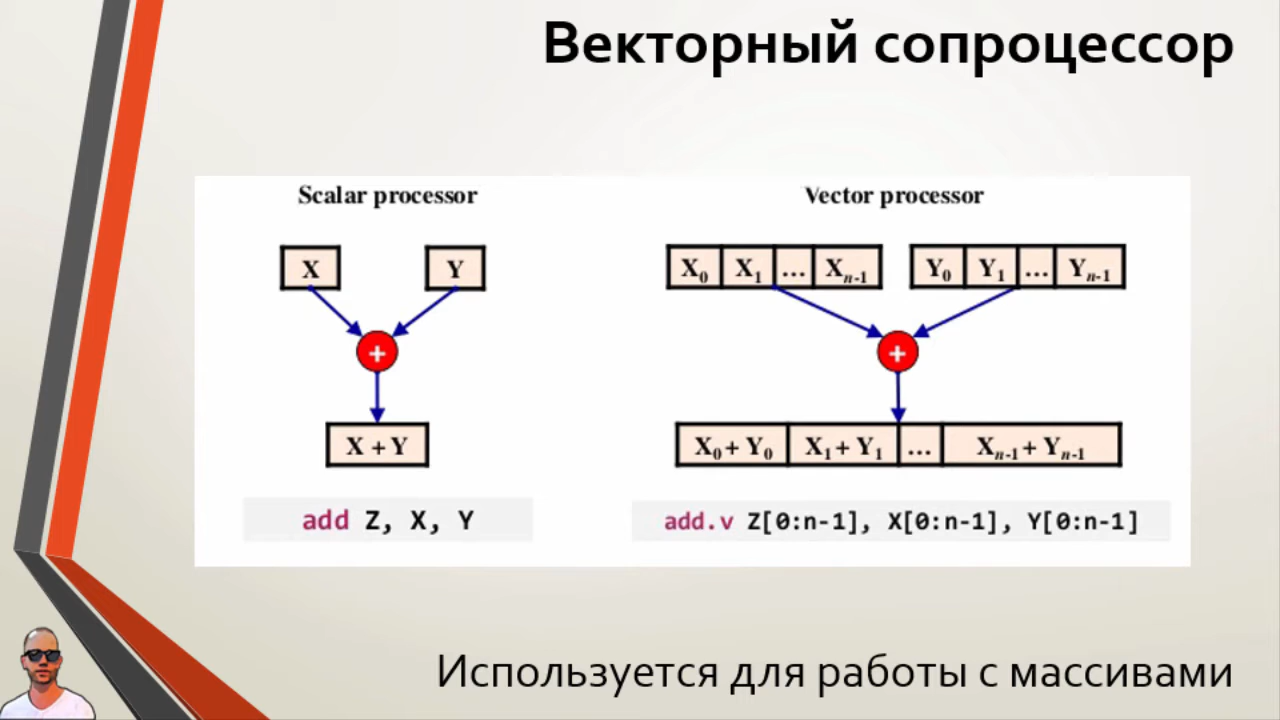 Векторный сопроцессор
Scalar processor
X Y
+
X + Y
add Z, X, Y
Vector processor
X₀ X₁ ... Xₙ₋₁ Y₀ Y₁ ... Yₙ₋₁
+
X₀ + Y₀ X₁ + Y₁ ... Xₙ₋₁ + Yₙ₋₁
add.v Z[0:n-1], X[0:n-1], Y[0:n-1]
Используется для работы с массивами